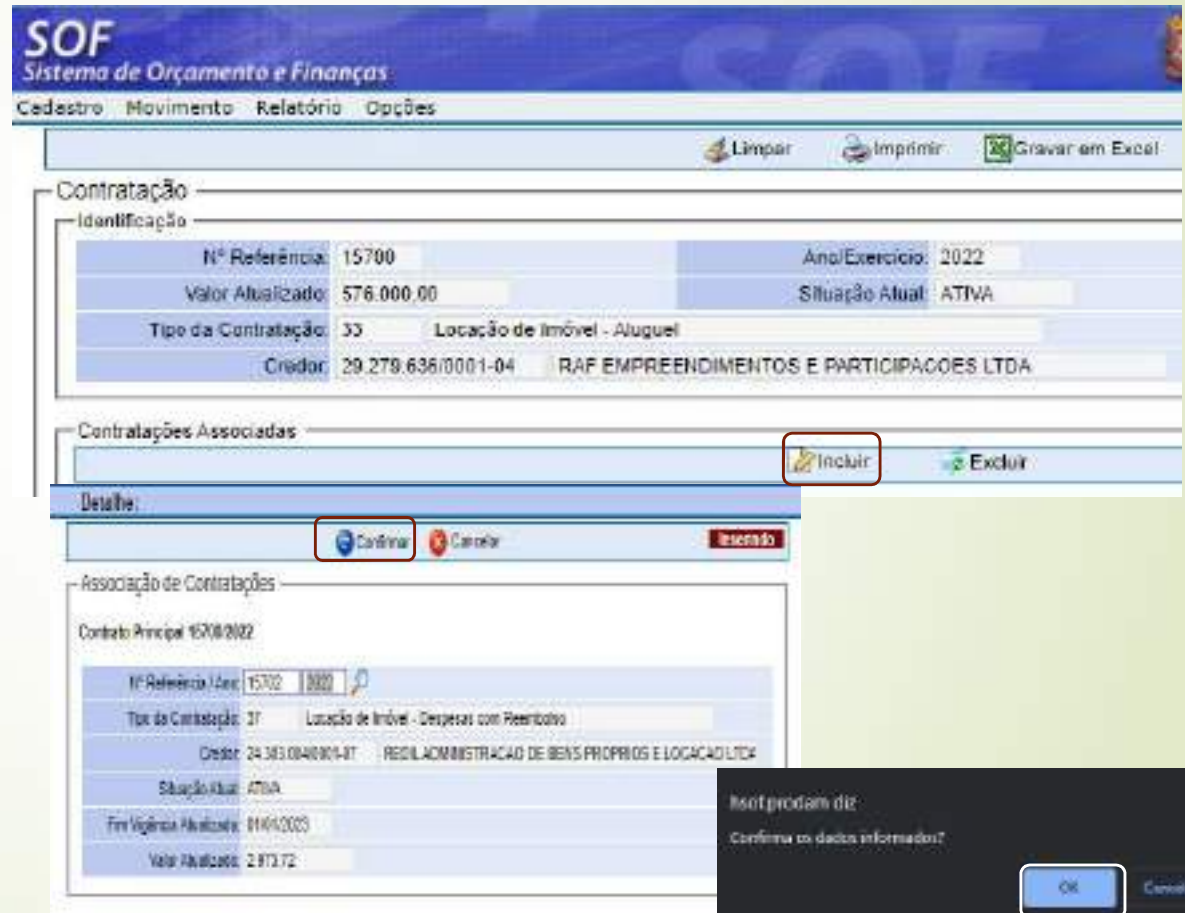 SOF
Sistema de Orçamento e Finanças
Cadastro Movimento Relatório Opções
Limpar Imprimir Gravar em Excel
Contratação
Identificação
Nº Referência: 15700 Ano/Exercício: 2022
Valor Atualizado: 576.000,00 Situação Atual: ATIVA
Tipo da Contratação: 33 Locação de Imóvel - Aluguel
Credor: 29.279.636/0001-04 RAF EMPREENDIMENTOS E PARTICIPACOES LTDA
Contratações Associadas
Incluir Excluir
Detalhe:
Confirmar Cancelar Inserindo
Associação de Contratações
Contrato Principal 15700/2022
Nº Referência / Ano: 15702 2022
Tipo da Contratação: 37 Locação de Imóvel - Despesas com Reembolso
Credor: REDIL ADMINISTRACAO DE BENS PROPRIOS E LOCACAO LTDA
Situação Atual: ATIVA
Fim Vigência Atualizada: 01/01/2023
Valor Atualizado: 2.973,72
diz
Confirma os dados informados?
OK